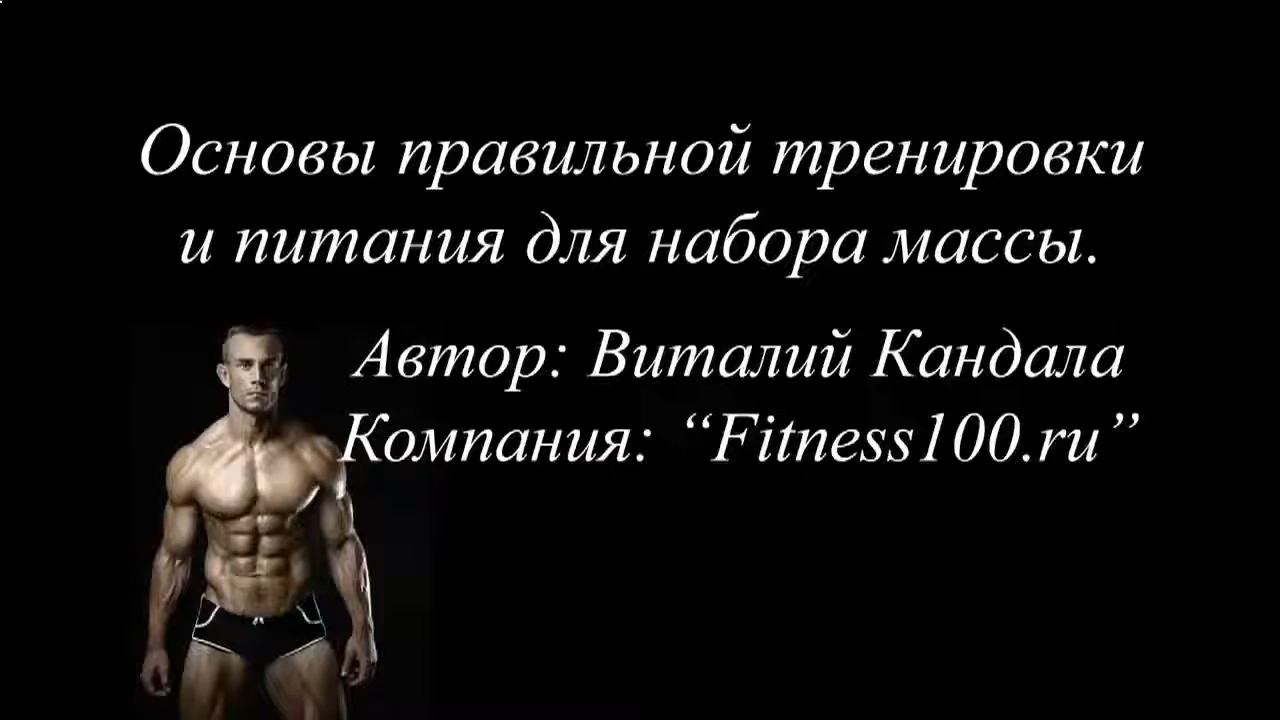 Основы правильной тренировки
и питания для набора массы.
Автор: Виталий Кандала
Компания: “Fitness100.ru”